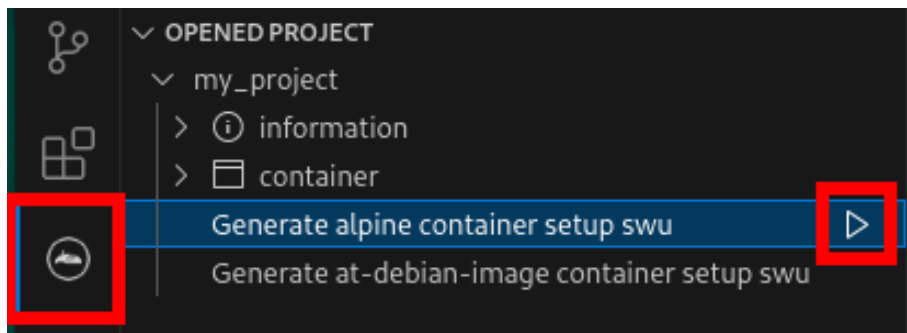 OPENED PROJECT
my_project
information
container
Generate alpine container setup swu
Generate at-debian-image container setup swu